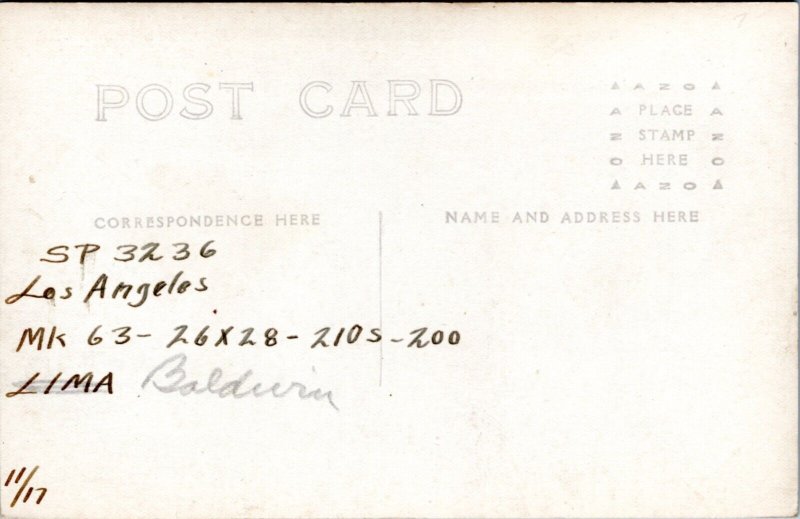 POST CARD
▲ A Z O ▲
A PLACE A
Z STAMP Z
O HERE O
▲ A Z O ▲
CORRESPONDENCE HERE
NAME AND ADDRESS HERE
SP 3236
Los Angeles
MK 63- 26X28- 210S-200
LIMA Baldwin
11/17